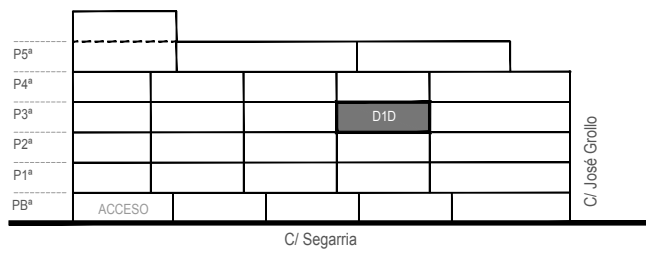 P5ª
P4ª
P3ª
D1D
P2ª
P1ª
PBª
ACCESO
C/ José Grollo
C/ Segarria